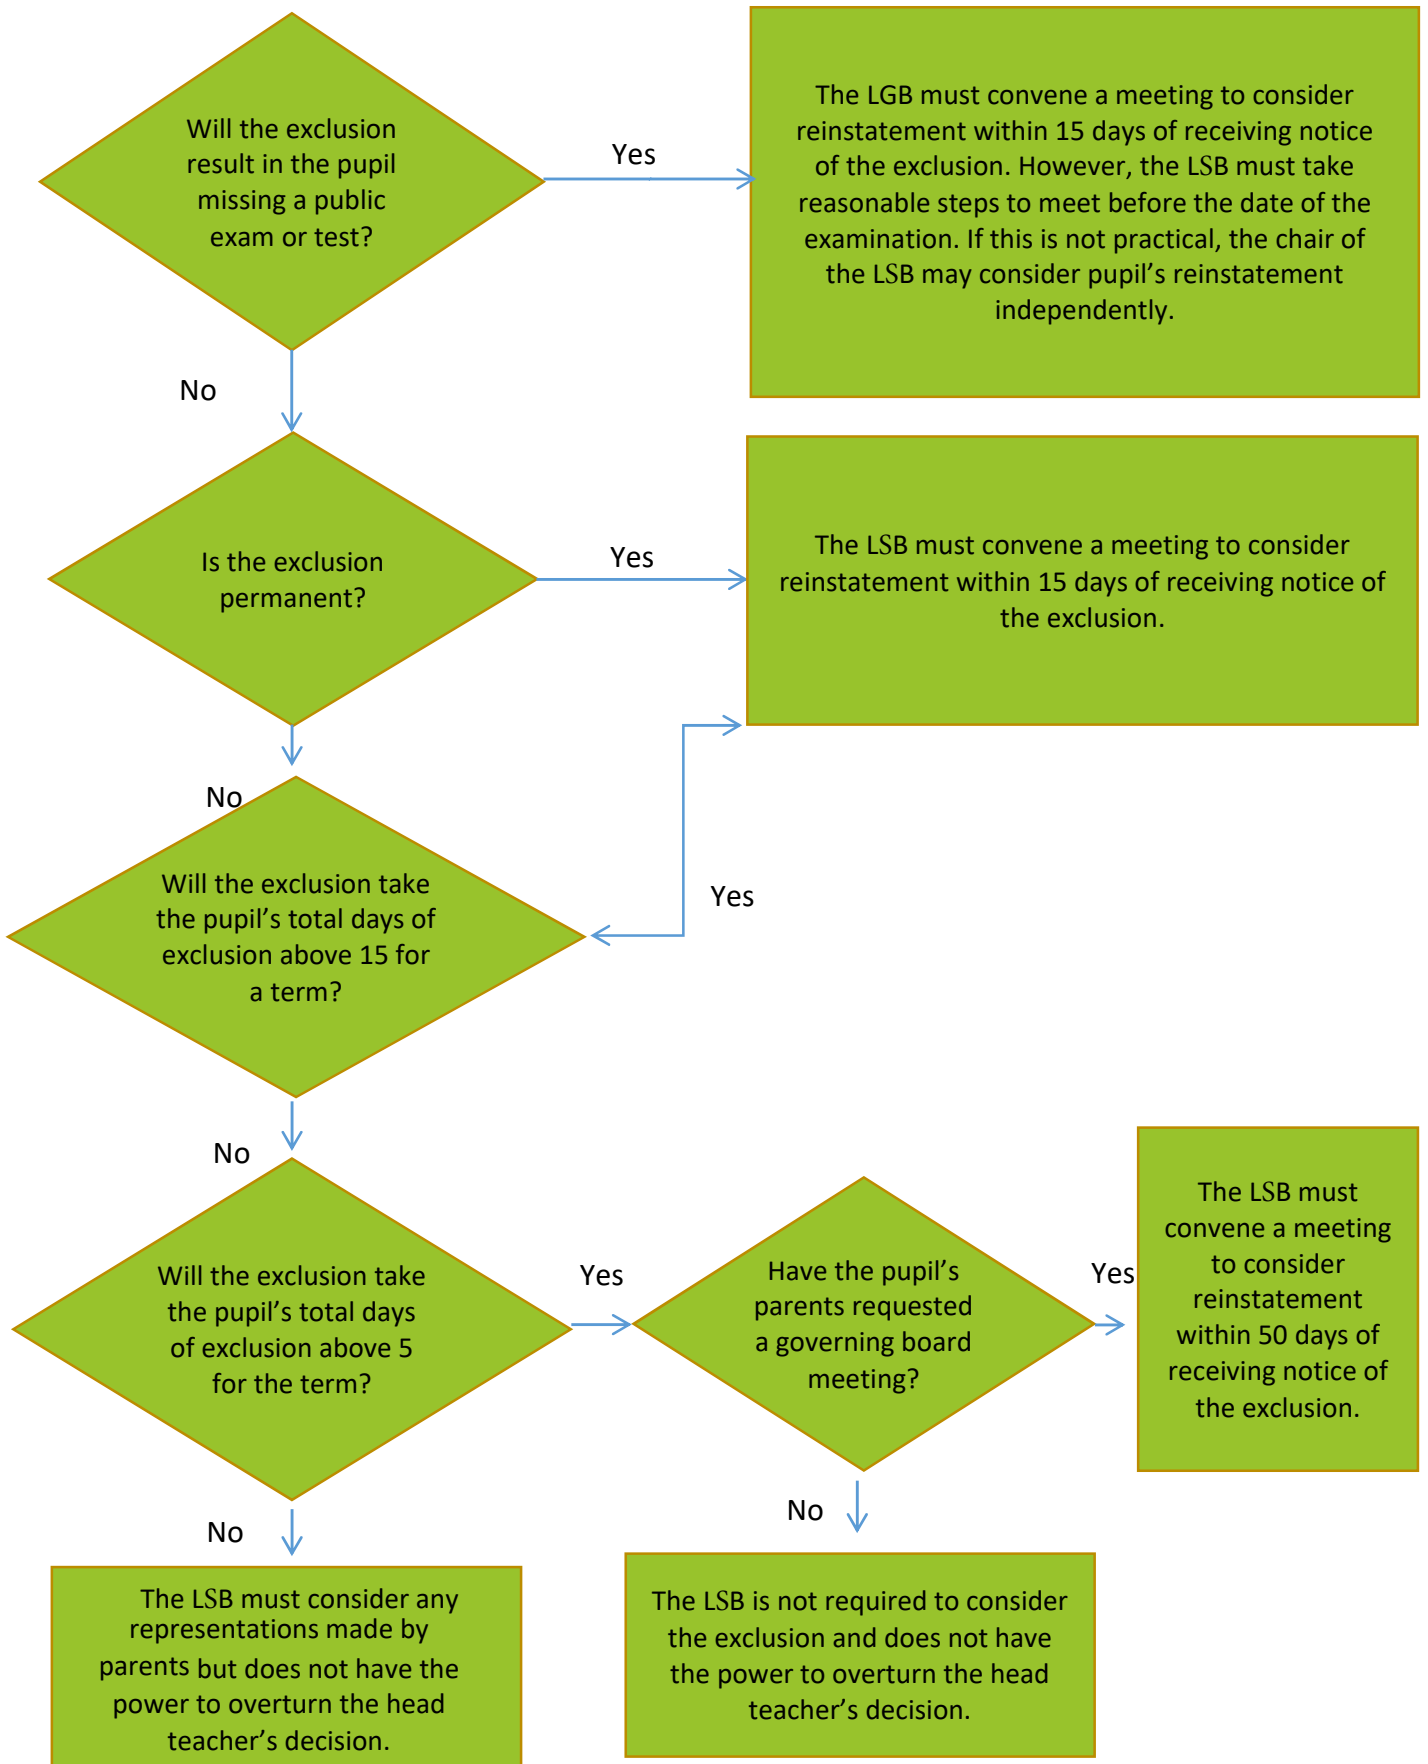 Will the exclusion
result in the pupil
missing a public
exam or test?
Yes
The LGB must convene a meeting to consider
reinstatement within 15 days of receiving notice
of the exclusion. However, the LSB must take
reasonable steps to meet before the date of the
examination. If this is not practical, the chair of
the LSB may consider pupil’s reinstatement
independently.
No
Is the exclusion
permanent?
Yes
The LSB must convene a meeting to consider
reinstatement within 15 days of receiving notice of
the exclusion.
No
Will the exclusion take
the pupil’s total days of
exclusion above 15 for
a term?
Yes
No
Will the exclusion take
the pupil’s total days
of exclusion above 5
for the term?
Yes
Have the pupil’s
parents requested
a governing board
meeting?
Yes
The LSB must
convene a meeting
to consider
reinstatement
within 50 days of
receiving notice of
the exclusion.
No
The LSB must consider any
representations made by
parents but does not have the
power to overturn the head
teacher’s decision.
No
The LSB is not required to consider
the exclusion and does not have
the power to overturn the head
teacher’s decision.